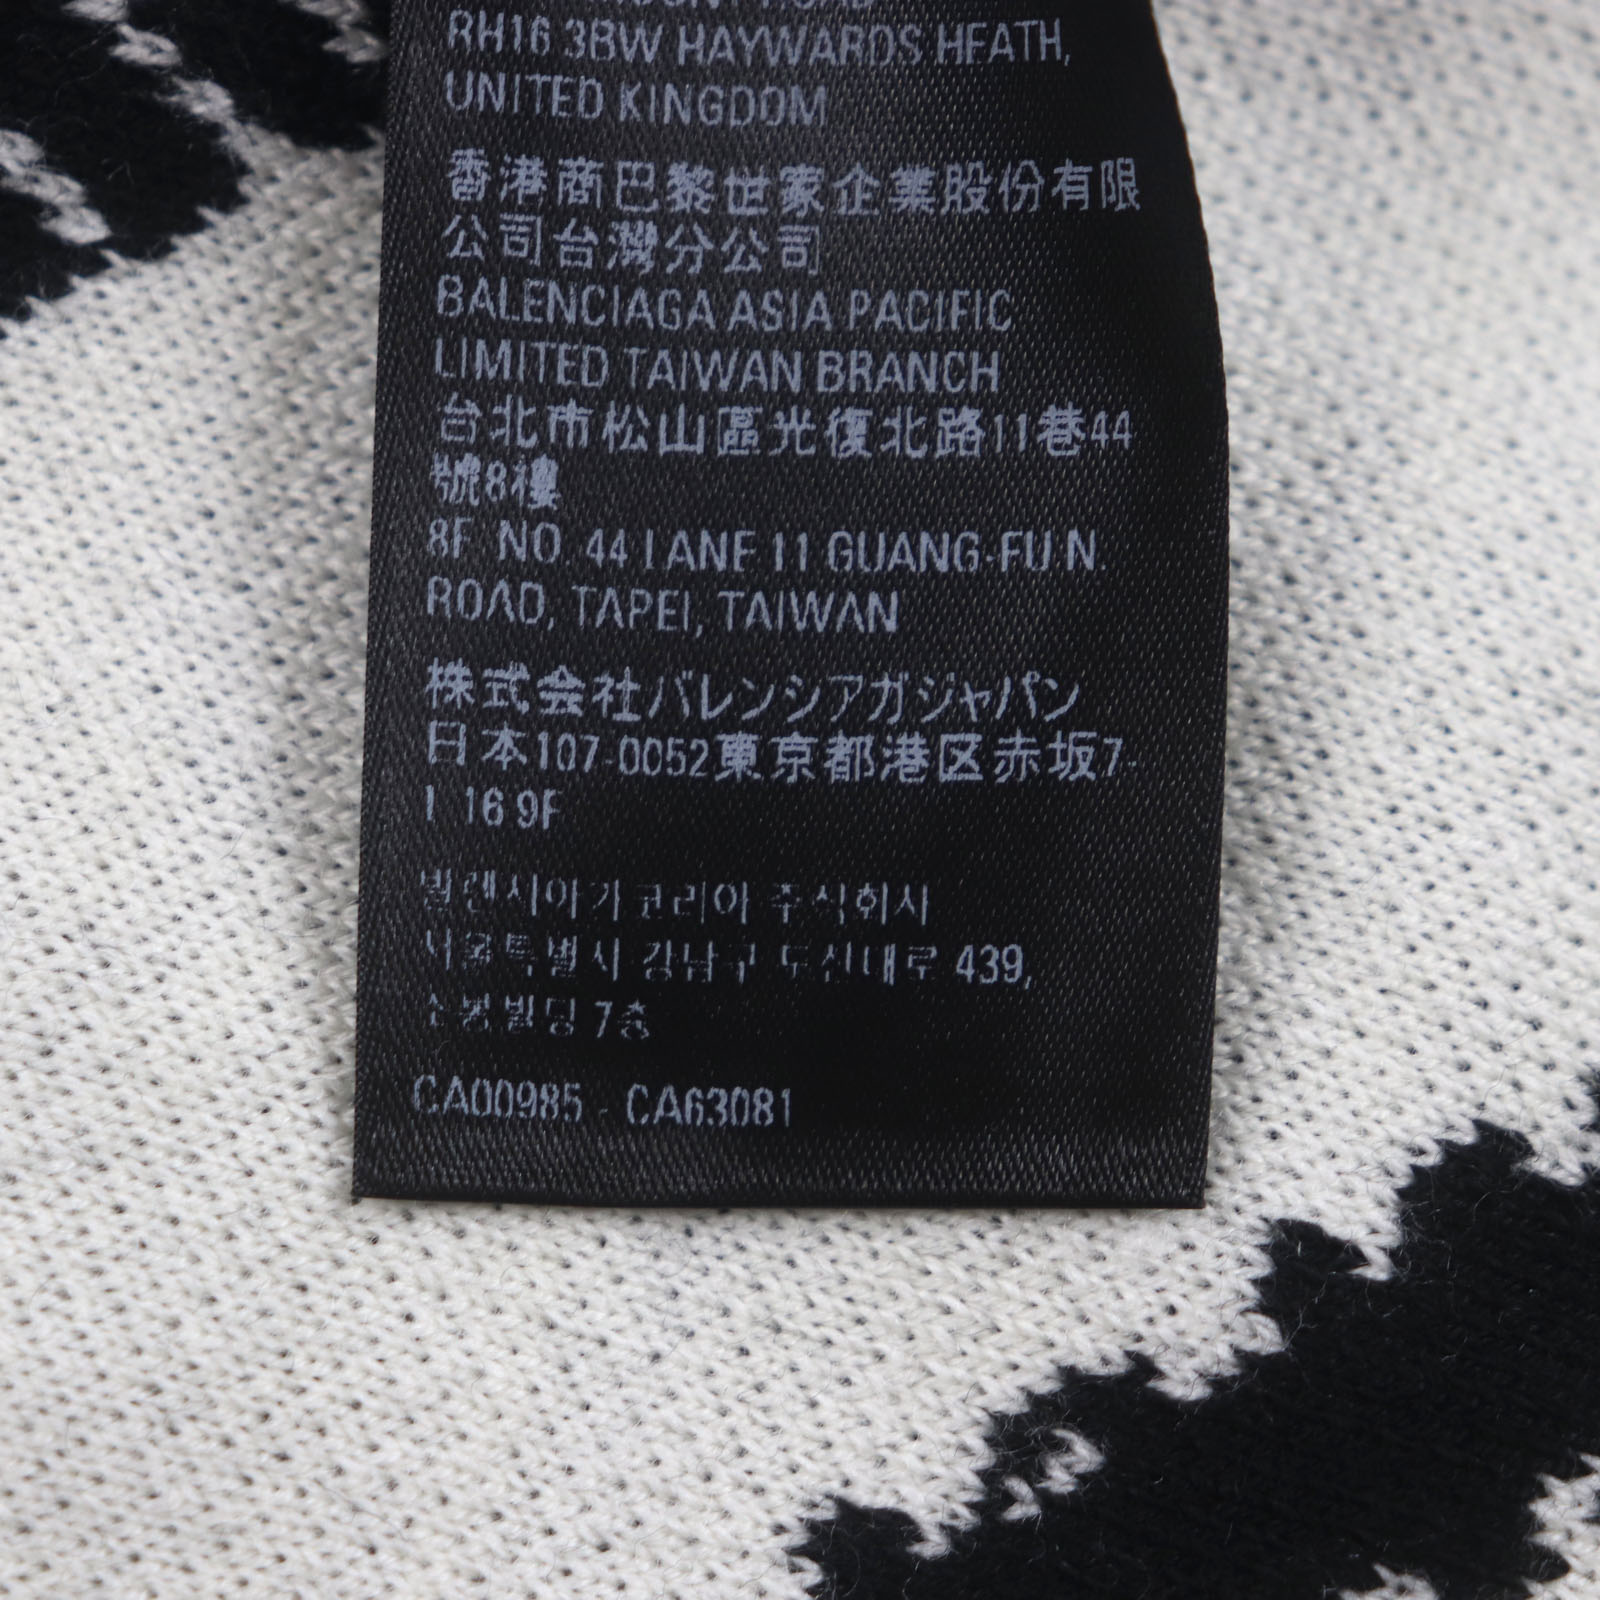 RH16 3BW HAYWARDS HEATH,
UNITED KINGDOM
香港商巴黎世家企業股份有限
公司台灣分公司
BALENCIAGA ASIA PACIFIC
LIMITED TAIWAN BRANCH
台北市松山區光復北路11巷44
號8樓
8F NO. 44 LANE 11 GUANG-FU N.
ROAD, TAPEI, TAIWAN
株式会社バレンシアガジャパン
日本107-0052東京都港区赤坂7-
1 16 9F
발렌시아가코리아 주식회사
서울특별시 강남구 도산대로 439,
빌딩 7층
CA00985 - CA63081